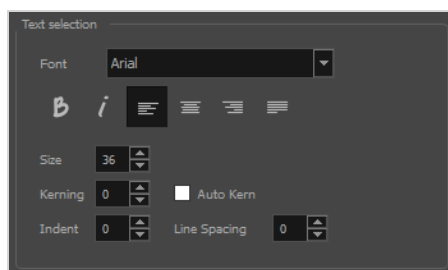 Text selection
Font Arial
B i
Size 36
Kerning 0 Auto Kern
Indent 0 Line Spacing 0